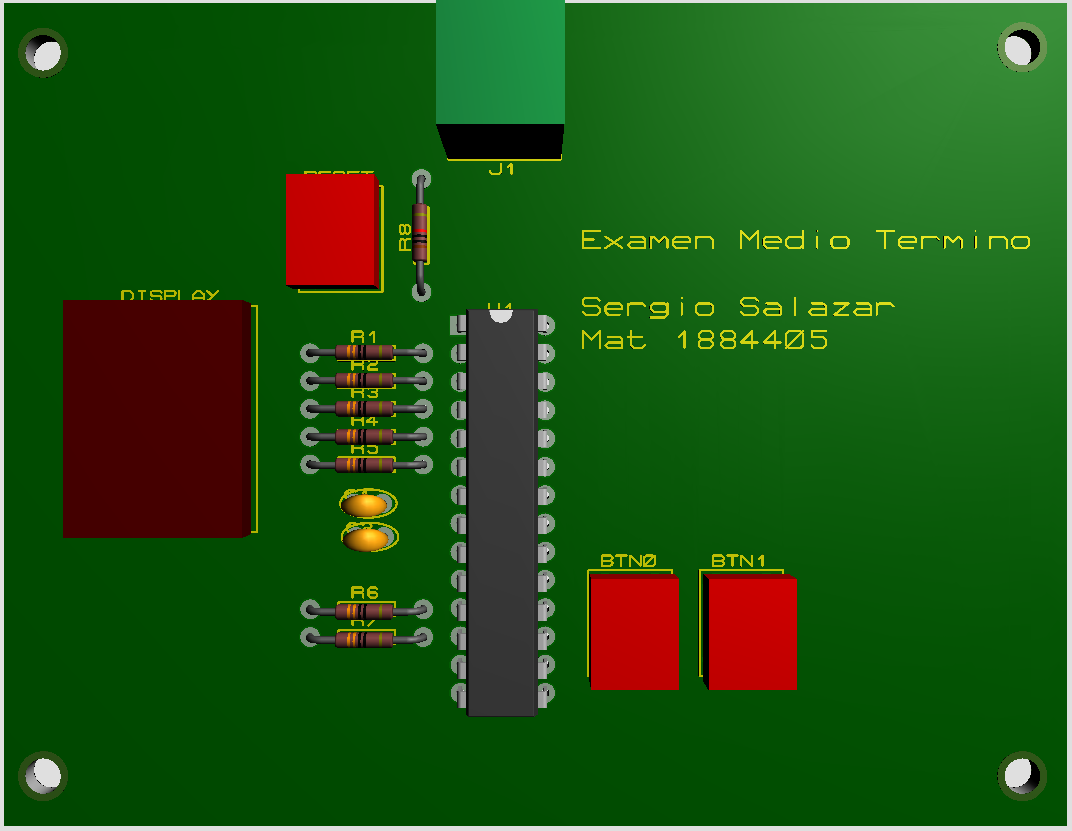 J1
RESET
R8
Examen Medio Termino
DISPLAY
U1
Sergio Salazar
Mat 1884405
R1
R2
R3
R4
R5
BTN0
BTN1
R6
R7